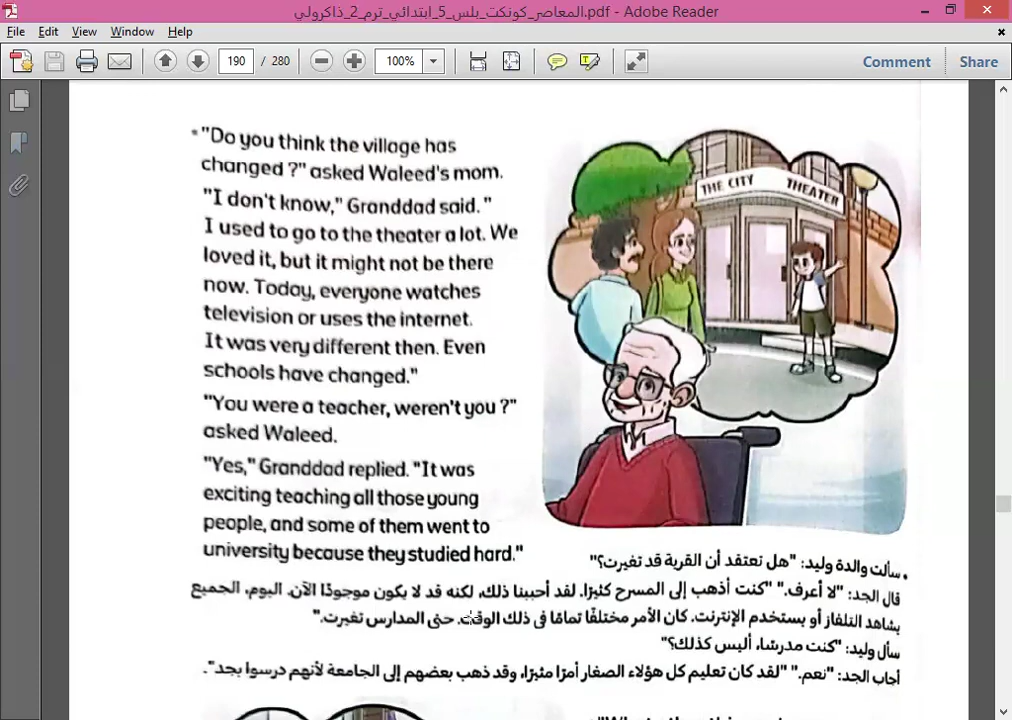 المعاصر_كونكت_بلس_5_ابتدائي_ترم_2_ذاكرولي.pdf - Adobe Reader
File Edit View Window Help
190 / 280 100% Comment Share
"Do you think the village has
changed ?" asked Waleed's mom.
"I don't know," Granddad said. "
I used to go to the theater a lot. We
loved it, but it might not be there
now. Today, everyone watches
television or uses the internet.
It was very different then. Even
schools have changed."
"You were a teacher, weren't you ?"
asked Waleed.
"Yes," Granddad replied. "It was
exciting teaching all those young
people, and some of them went to
university because they studied hard."
THE CITY THEATER
سألت والدة وليد: "هل تعتقد أن القرية قد تغيرت؟"
قال الجد: "لا أعرف." "كنت أذهب إلى المسرح كثيرًا. لقد أحببنا ذلك، لكنه قد لا يكون موجودًا الآن. اليوم، الجميع
يشاهد التلفاز أو يستخدم الإنترنت. كان الأمر مختلفًا تمامًا في ذلك الوقت. حتى المدارس تغيرت."
سأل وليد: "كنت مدرسًا، أليس كذلك؟"
أجاب الجد: "نعم." "لقد كان تعليم كل هؤلاء الصغار أمرًا مثيرًا، وقد ذهب بعضهم إلى الجامعة لأنهم درسوا بجد".